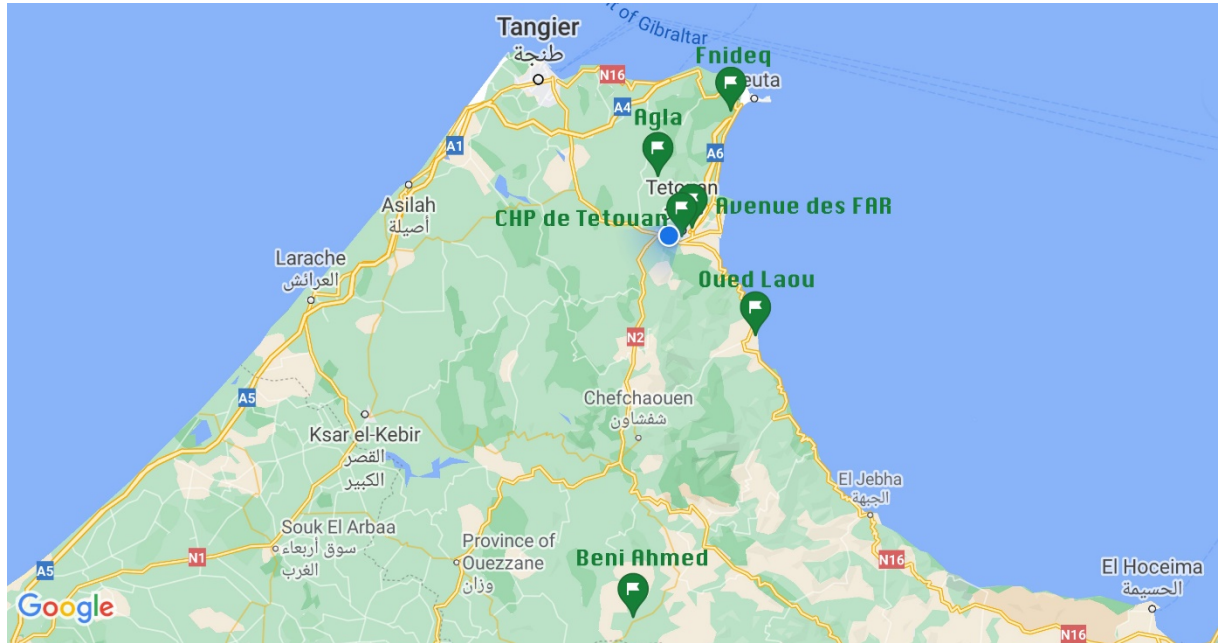 t of Gibraltar
Tangier
طنجة
Fnideq
N16
euta
A4
Agla
A1
A6
Tetouan
Asilah
أصيلة
CHP de Tetouan
Avenue des FAR
Larache
العرائش
Oued Laou
N2
A5
Chefchaouen
شفشاون
Ksar el-Kebir
القصر
الكبير
El Jebha
الجبهة
Souk El Arbaa
سوق أربعاء
الغرب
N1
Province of
Ouezzane
وزان
Beni Ahmed
N16
A5
El Hoceima
الحسيمة
Google
N16